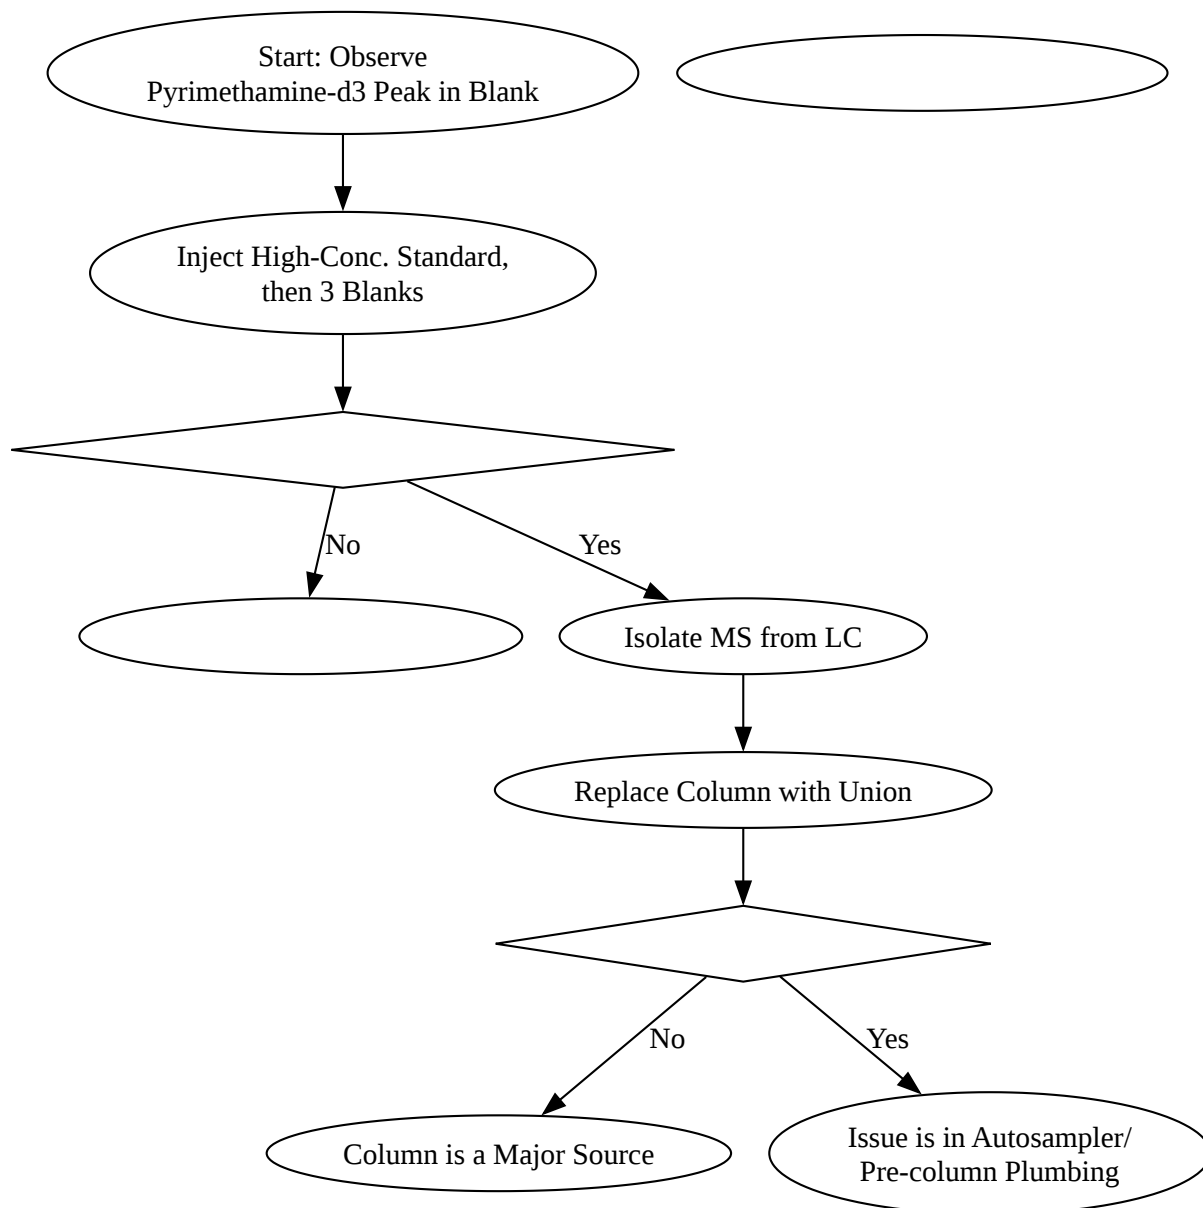 Start: Observe
Pyrimethamine-d3 Peak in Blank
Inject High-Conc. Standard,
then 3 Blanks
No
Yes
Isolate MS from LC
Replace Column with Union
No
Yes
Column is a Major Source
Issue is in Autosampler/
Pre-column Plumbing